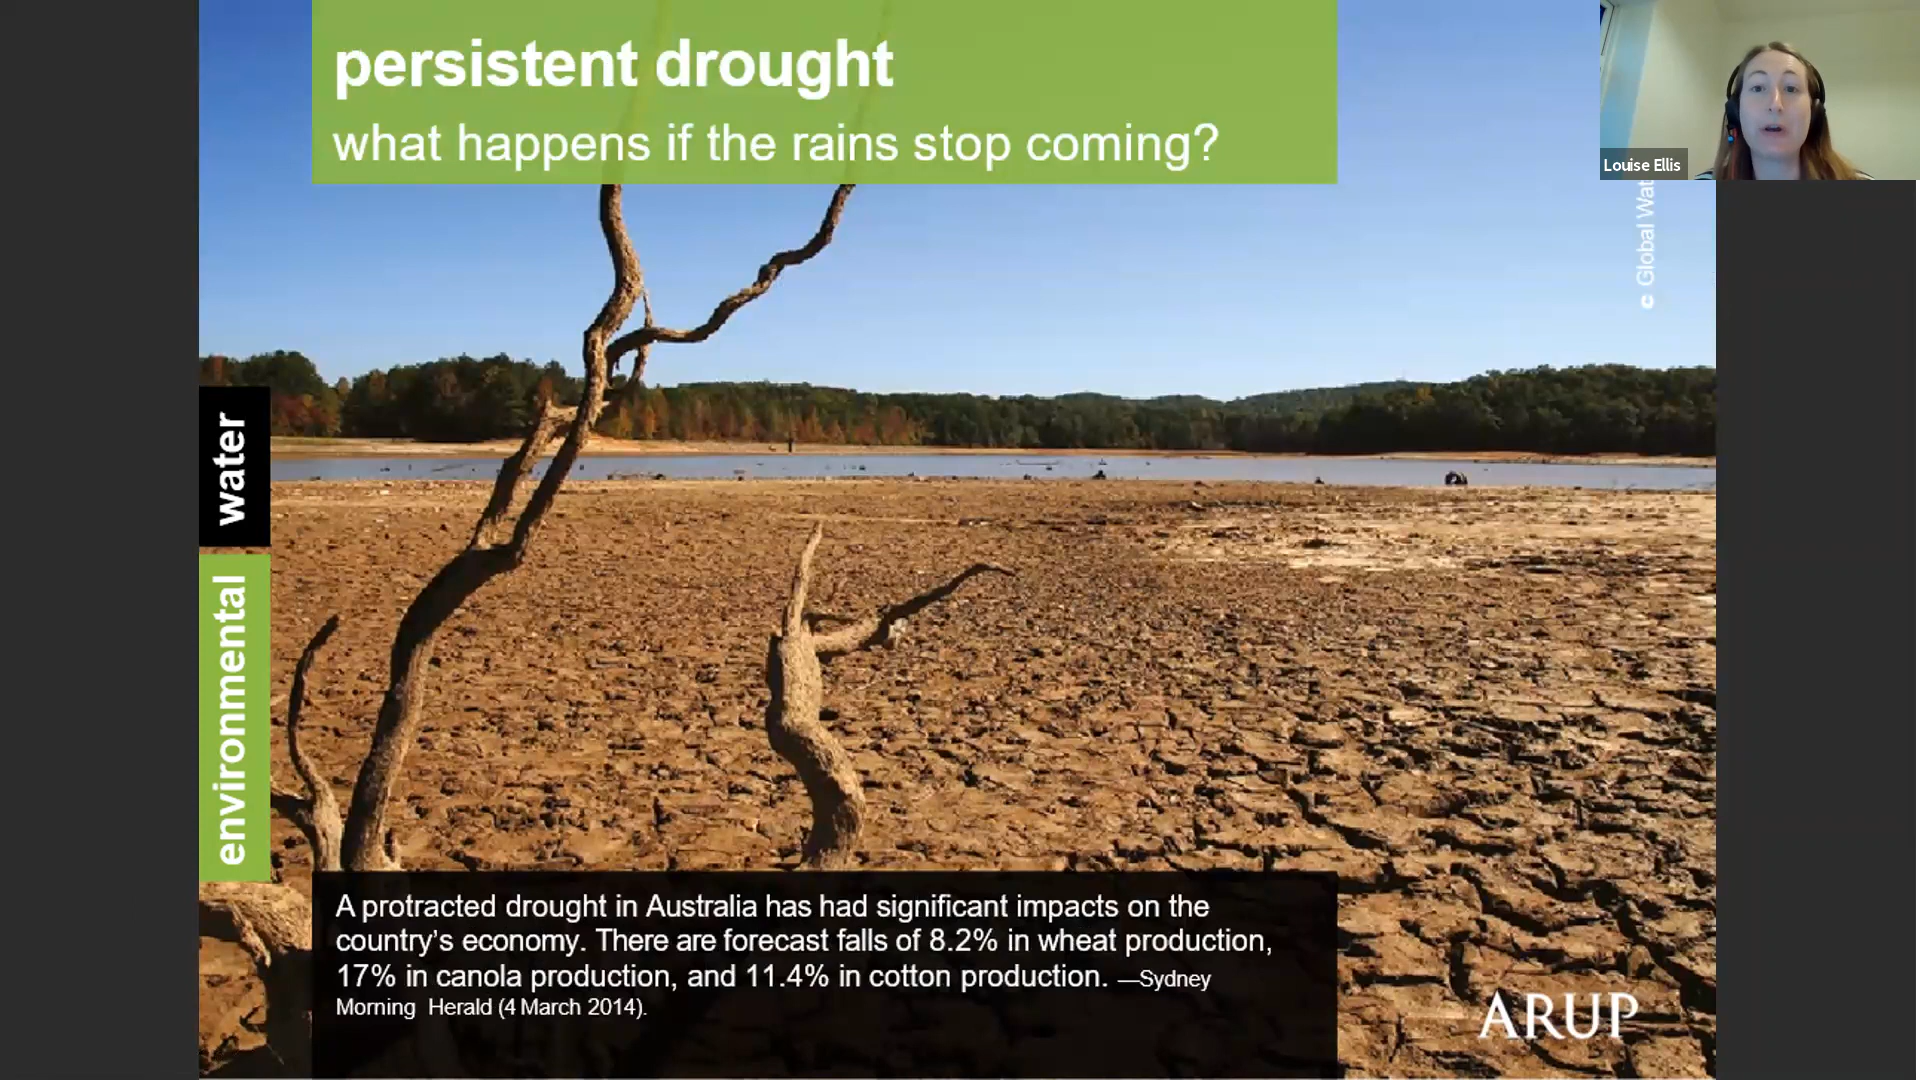 persistent drought
what happens if the rains stop coming?
Louise Ellis
© Global Wat
water
environmental
A protracted drought in Australia has had significant impacts on the
country's economy. There are forecast falls of 8.2% in wheat production,
17% in canola production, and 11.4% in cotton production. —Sydney
Morning Herald (4 March 2014).
ARUP